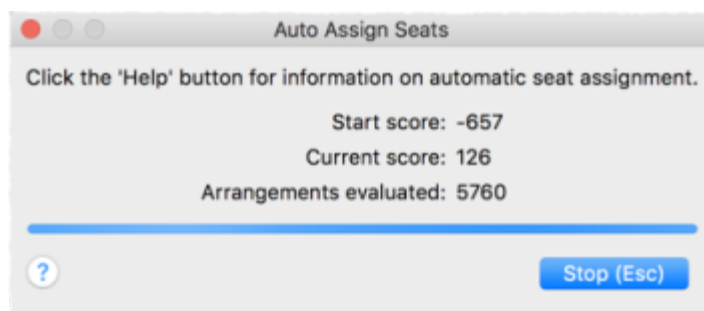 Auto Assign Seats
Click the 'Help' button for information on automatic seat assignment.
Start score: -657
Current score: 126
Arrangements evaluated: 5760
? Stop (Esc)